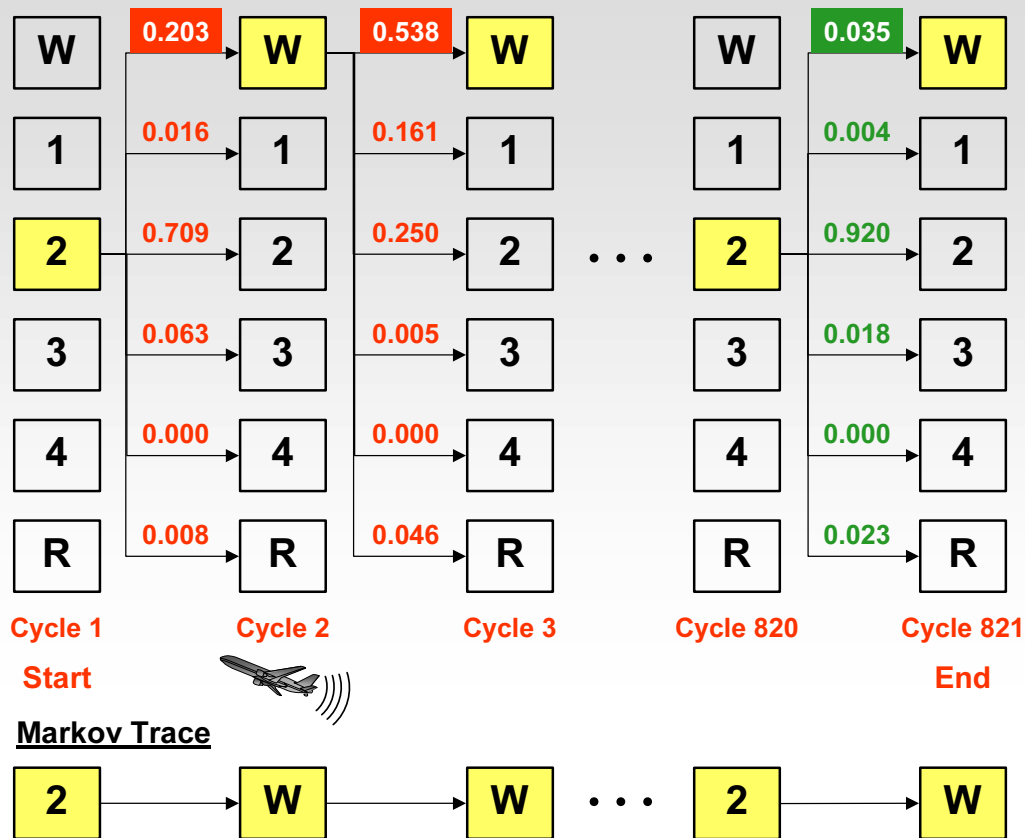 W 0.203 W 0.538 W W 0.035 W
1 0.016 1 0.161 1 1 0.004 1
2 0.709 2 0.250 2 • • • 2 0.920 2
3 0.063 3 0.005 3 3 0.018 3
4 0.000 4 0.000 4 4 0.000 4
R 0.008 R 0.046 R R 0.023 R
Cycle 1 Cycle 2 Cycle 3 Cycle 820 Cycle 821
Start End
Markov Trace
2 W W • • • 2 W